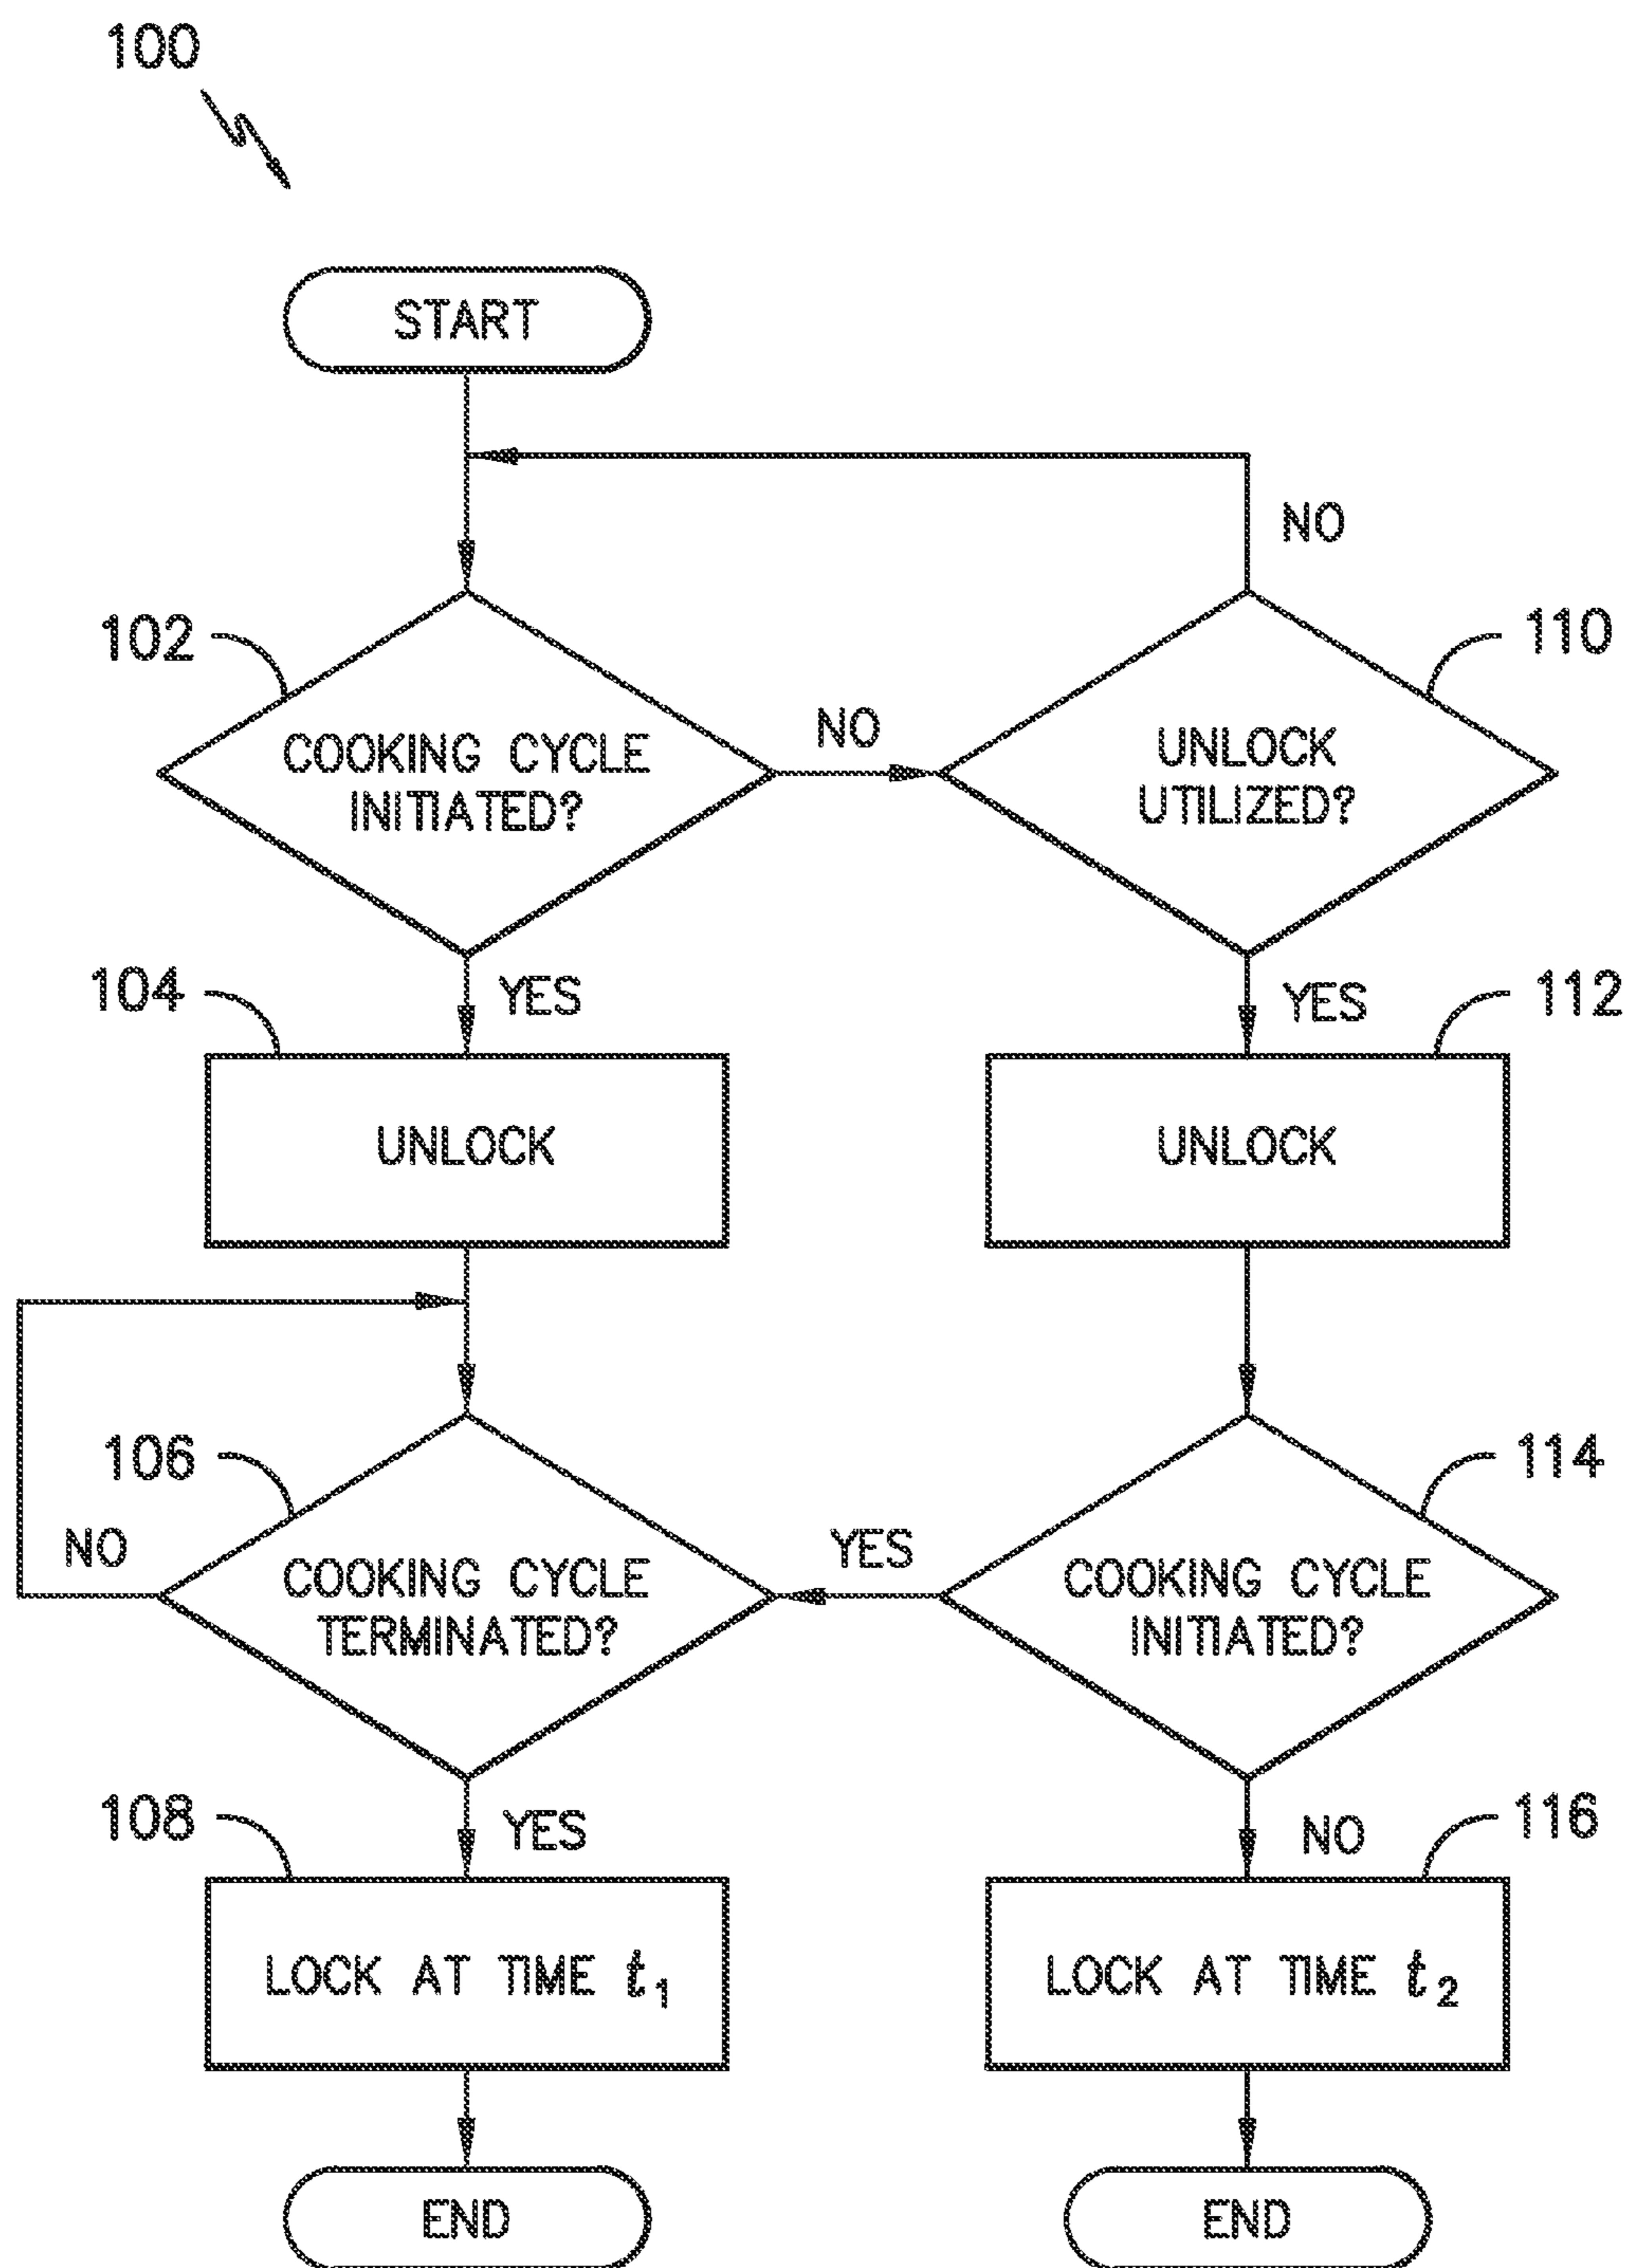 100
START
NO
102
110
COOKING CYCLE
INITIATED?
NO
UNLOCK
UTILIZED?
104
YES
YES
112
UNLOCK
UNLOCK
106
114
NO
COOKING CYCLE
TERMINATED?
YES
COOKING CYCLE
INITIATED?
108
YES
NO
116
LOCK AT TIME t₁
LOCK AT TIME t₂
END
END